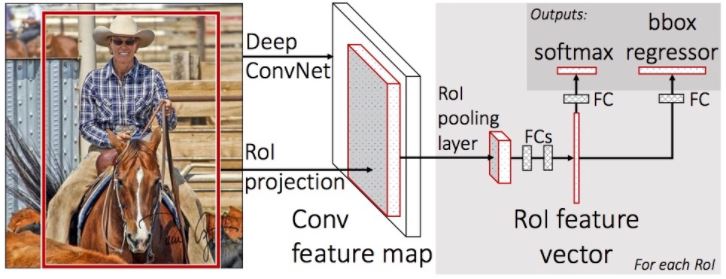 Outputs:
softmax
bbox
regressor
Deep
ConvNet
FC
FC
RoI
pooling
layer
FCs
RoI
projection
Conv
feature map
RoI feature
vector
For each RoI